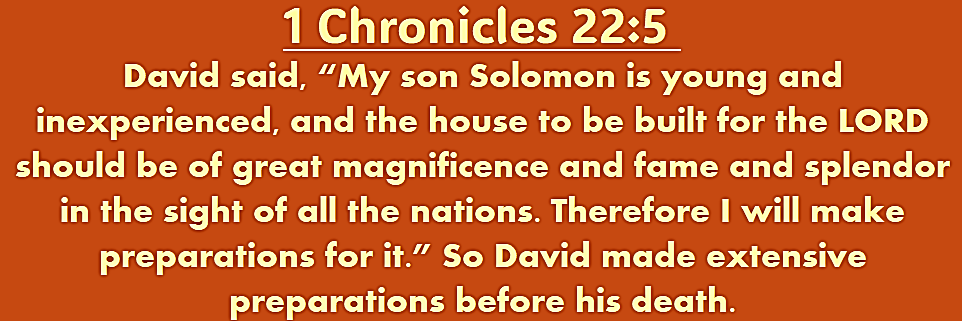 1 Chronicles 22:5
David said, “My son Solomon is young and
inexperienced, and the house to be built for the LORD
should be of great magnificence and fame and splendor
in the sight of all the nations. Therefore I will make
preparations for it.” So David made extensive
preparations before his death.